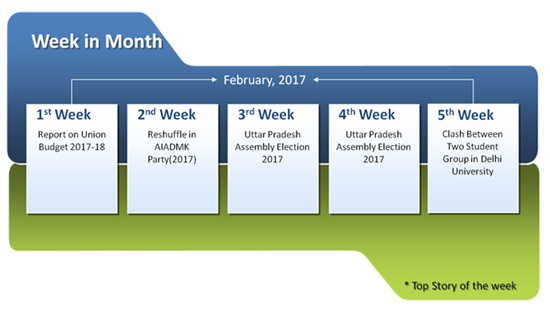 Week in Month
February, 2017
1st Week
Report on Union
Budget 2017-18
2nd Week
Reshuffle in
AIADMK
Party(2017)
3rd Week
Uttar Pradesh
Assembly Election
2017
4th Week
Uttar Pradesh
Assembly Election
2017
5th Week
Clash Between
Two Student
Group in Delhi
University
* Top Story of the week